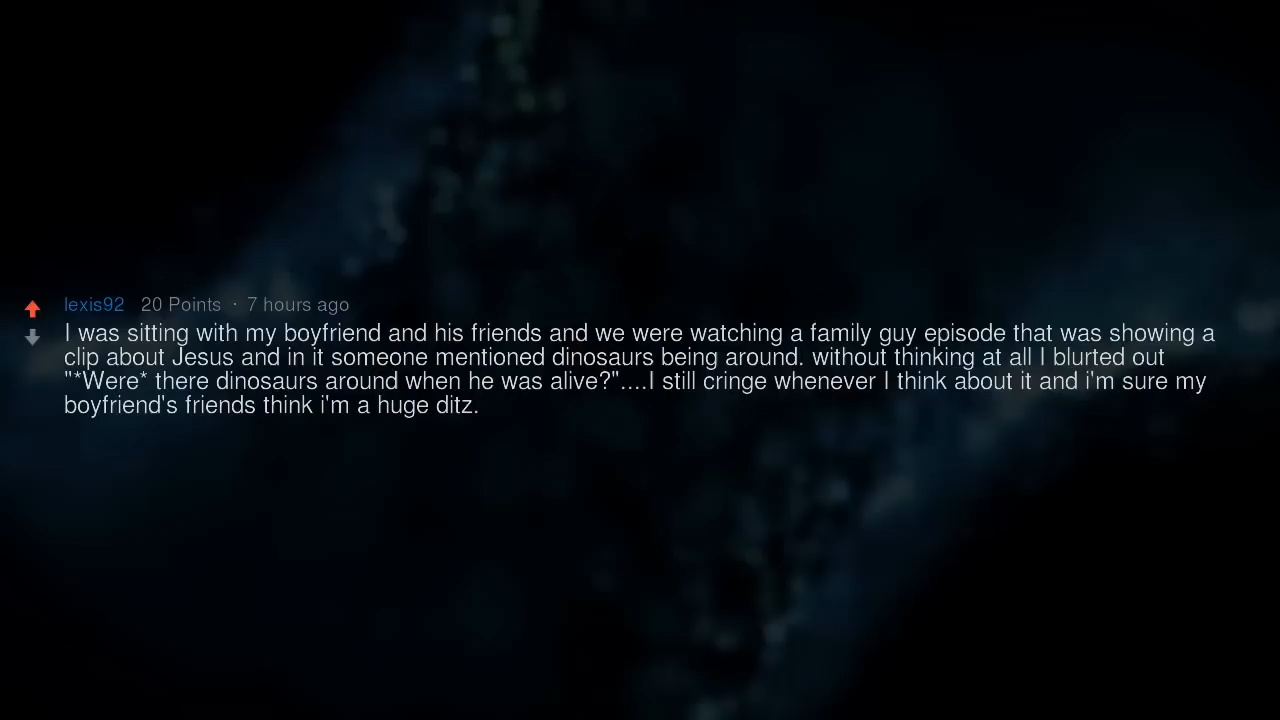 lexis92 20 Points · 7 hours ago
I was sitting with my boyfriend and his friends and we were watching a family guy episode that was showing a
clip about Jesus and in it someone mentioned dinosaurs being around. without thinking at all I blurted out
"*Were* there dinosaurs around when he was alive?"....I still cringe whenever I think about it and i'm sure my
boyfriend's friends think i'm a huge ditz.